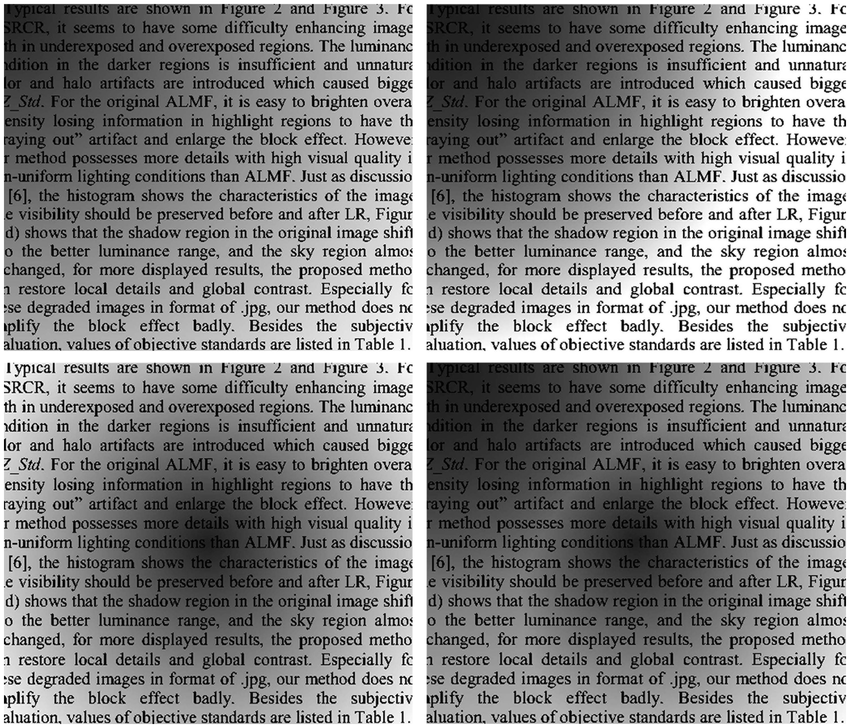 Typical results are shown in Figure 2 and Figure 3. Fo
SRCR, it seems to have some difficulty enhancing image
th in underexposed and overexposed regions. The luminanc
ndition in the darker regions is insufficient and unnatura
lor and halo artifacts are introduced which caused bigge
Z_Std. For the original ALMF, it is easy to brighten overa
ensity losing information in highlight regions to have th
raying out” artifact and enlarge the block effect. Howeve
r method possesses more details with high visual quality i
n-uniform lighting conditions than ALMF. Just as discussio
[6], the histogram shows the characteristics of the image
e visibility should be preserved before and after LR, Figur
d) shows that the shadow region in the original image shift
o the better luminance range, and the sky region almos
changed, for more displayed results, the proposed metho
n restore local details and global contrast. Especially fo
ese degraded images in format of .jpg, our method does no
plify the block effect badly. Besides the subjectiv
aluation, values of objective standards are listed in Table 1.
Typical results are shown in Figure 2 and Figure 3. Fo
SRCR, it seems to have some difficulty enhancing image
th in underexposed and overexposed regions. The luminanc
ndition in the darker regions is insufficient and unnatura
lor and halo artifacts are introduced which caused bigge
Z_Std. For the original ALMF, it is easy to brighten overa
ensity losing information in highlight regions to have th
raying out” artifact and enlarge the block effect. Howeve
r method possesses more details with high visual quality i
n-uniform lighting conditions than ALMF. Just as discussio
[6], the histogram shows the characteristics of the image
e visibility should be preserved before and after LR, Figur
d) shows that the shadow region in the original image shift
o the better luminance range, and the sky region almos
changed, for more displayed results, the proposed metho
n restore local details and global contrast. Especially fo
ese degraded images in format of .jpg, our method does no
plify the block effect badly. Besides the subjectiv
aluation, values of objective standards are listed in Table 1.
Typical results are shown in Figure 2 and Figure 3. Fo
SRCR, it seems to have some difficulty enhancing image
th in underexposed and overexposed regions. The luminanc
ndition in the darker regions is insufficient and unnatura
lor and halo artifacts are introduced which caused bigge
Z_Std. For the original ALMF, it is easy to brighten overa
ensity losing information in highlight regions to have th
raying out” artifact and enlarge the block effect. Howeve
r method possesses more details with high visual quality i
n-uniform lighting conditions than ALMF. Just as discussio
[6], the histogram shows the characteristics of the image
e visibility should be preserved before and after LR, Figur
d) shows that the shadow region in the original image shift
o the better luminance range, and the sky region almos
changed, for more displayed results, the proposed metho
n restore local details and global contrast. Especially fo
ese degraded images in format of .jpg, our method does no
plify the block effect badly. Besides the subjectiv
aluation, values of objective standards are listed in Table 1.
Typical results are shown in Figure 2 and Figure 3. Fo
SRCR, it seems to have some difficulty enhancing image
th in underexposed and overexposed regions. The luminanc
ndition in the darker regions is insufficient and unnatura
lor and halo artifacts are introduced which caused bigge
Z_Std. For the original ALMF, it is easy to brighten overa
ensity losing information in highlight regions to have th
raying out” artifact and enlarge the block effect. Howeve
r method possesses more details with high visual quality i
n-uniform lighting conditions than ALMF. Just as discussio
[6], the histogram shows the characteristics of the image
e visibility should be preserved before and after LR, Figur
d) shows that the shadow region in the original image shift
o the better luminance range, and the sky region almos
changed, for more displayed results, the proposed metho
n restore local details and global contrast. Especially fo
ese degraded images in format of .jpg, our method does no
plify the block effect badly. Besides the subjectiv
aluation, values of objective standards are listed in Table 1.